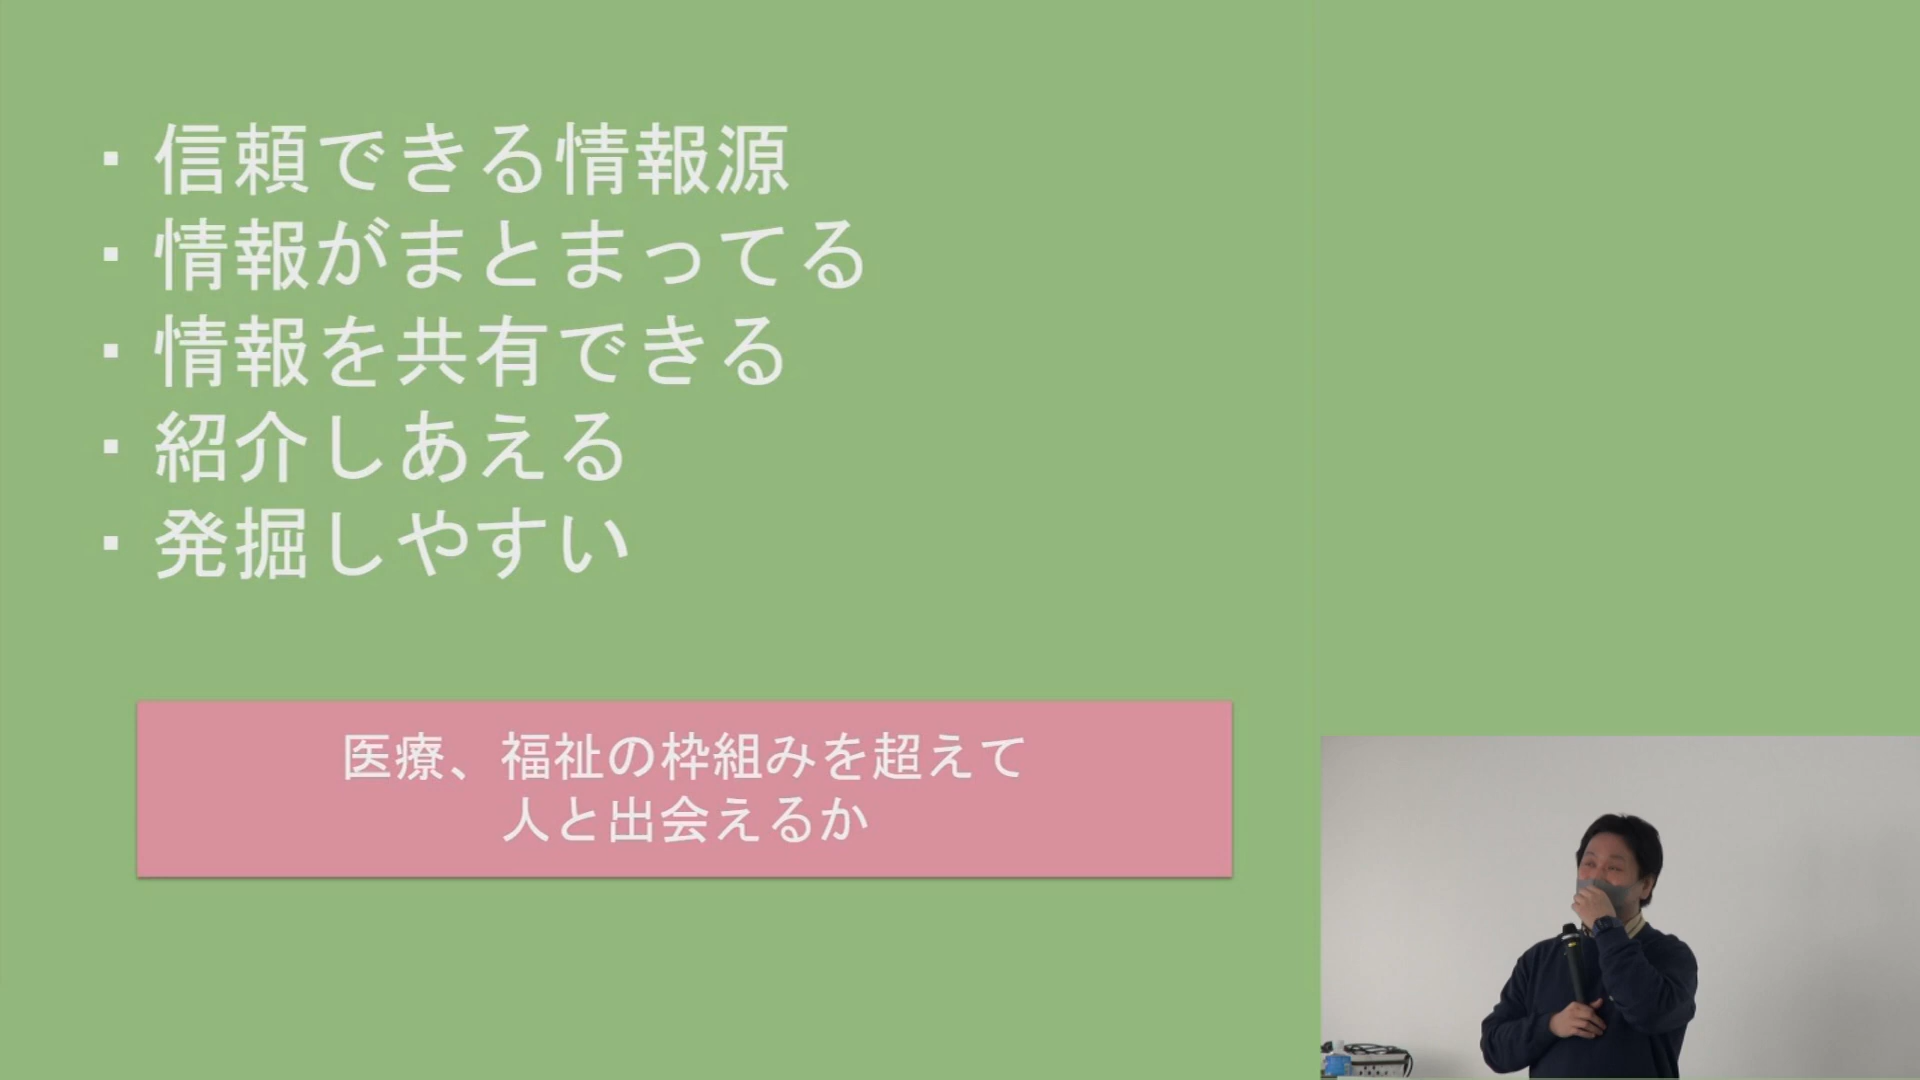 ・信頼できる情報源
・情報がまとまってる
・情報を共有できる
・紹介しあえる
・発掘しやすい
医療、福祉の枠組みを超えて
人と出会えるか